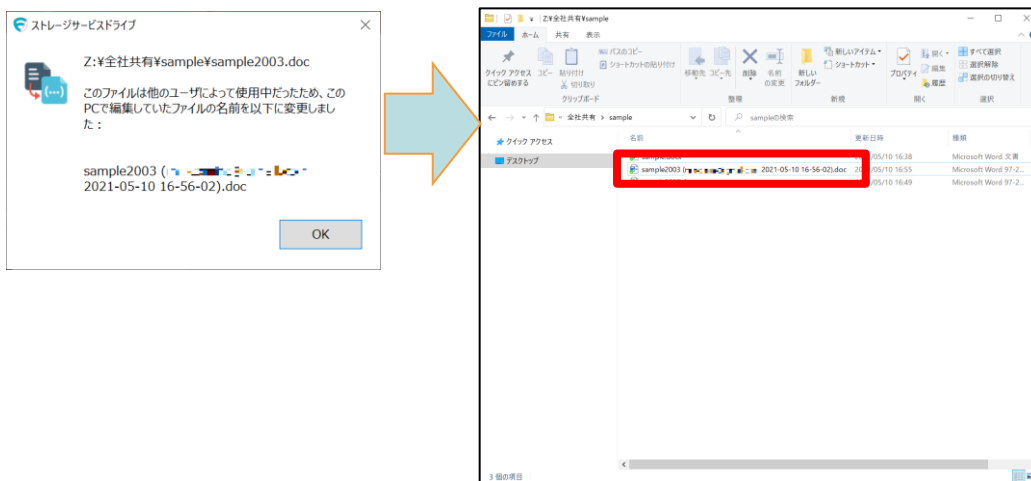 ストレージサービスドライブ
Z:¥全社共有¥sample¥sample2003.doc
このファイルは他のユーザによって使用中だったため、この
PCで編集していたファイルの名前を以下に変更しまし
た：
sample2003 (
2021-05-10 16-56-02).doc
OK
Z:¥全社共有¥sample
ファイル ホーム 共有 表示
クイック アクセス
にピン留めする
コピー
貼り付け
パスのコピー
ショートカットの貼り付け
切り取り
クリップボード
移動先
コピー先
削除
名前
の変更
整理
新しい
フォルダー
新しいアイテム
ショートカット
新規
プロパティ
開く
編集
履歴
開く
すべて選択
選択解除
選択の切り替え
選択
全社共有 › sample
sampleの検索
クイック アクセス
デスクトップ
名前 更新日時 種類
/05/10 16:38 Microsoft Word 文書
sample2003 ( 2021-05-10 16-56-02).doc /05/10 16:55 Microsoft Word 97-2...
/05/10 16:49 Microsoft Word 97-2...
3 個の項目